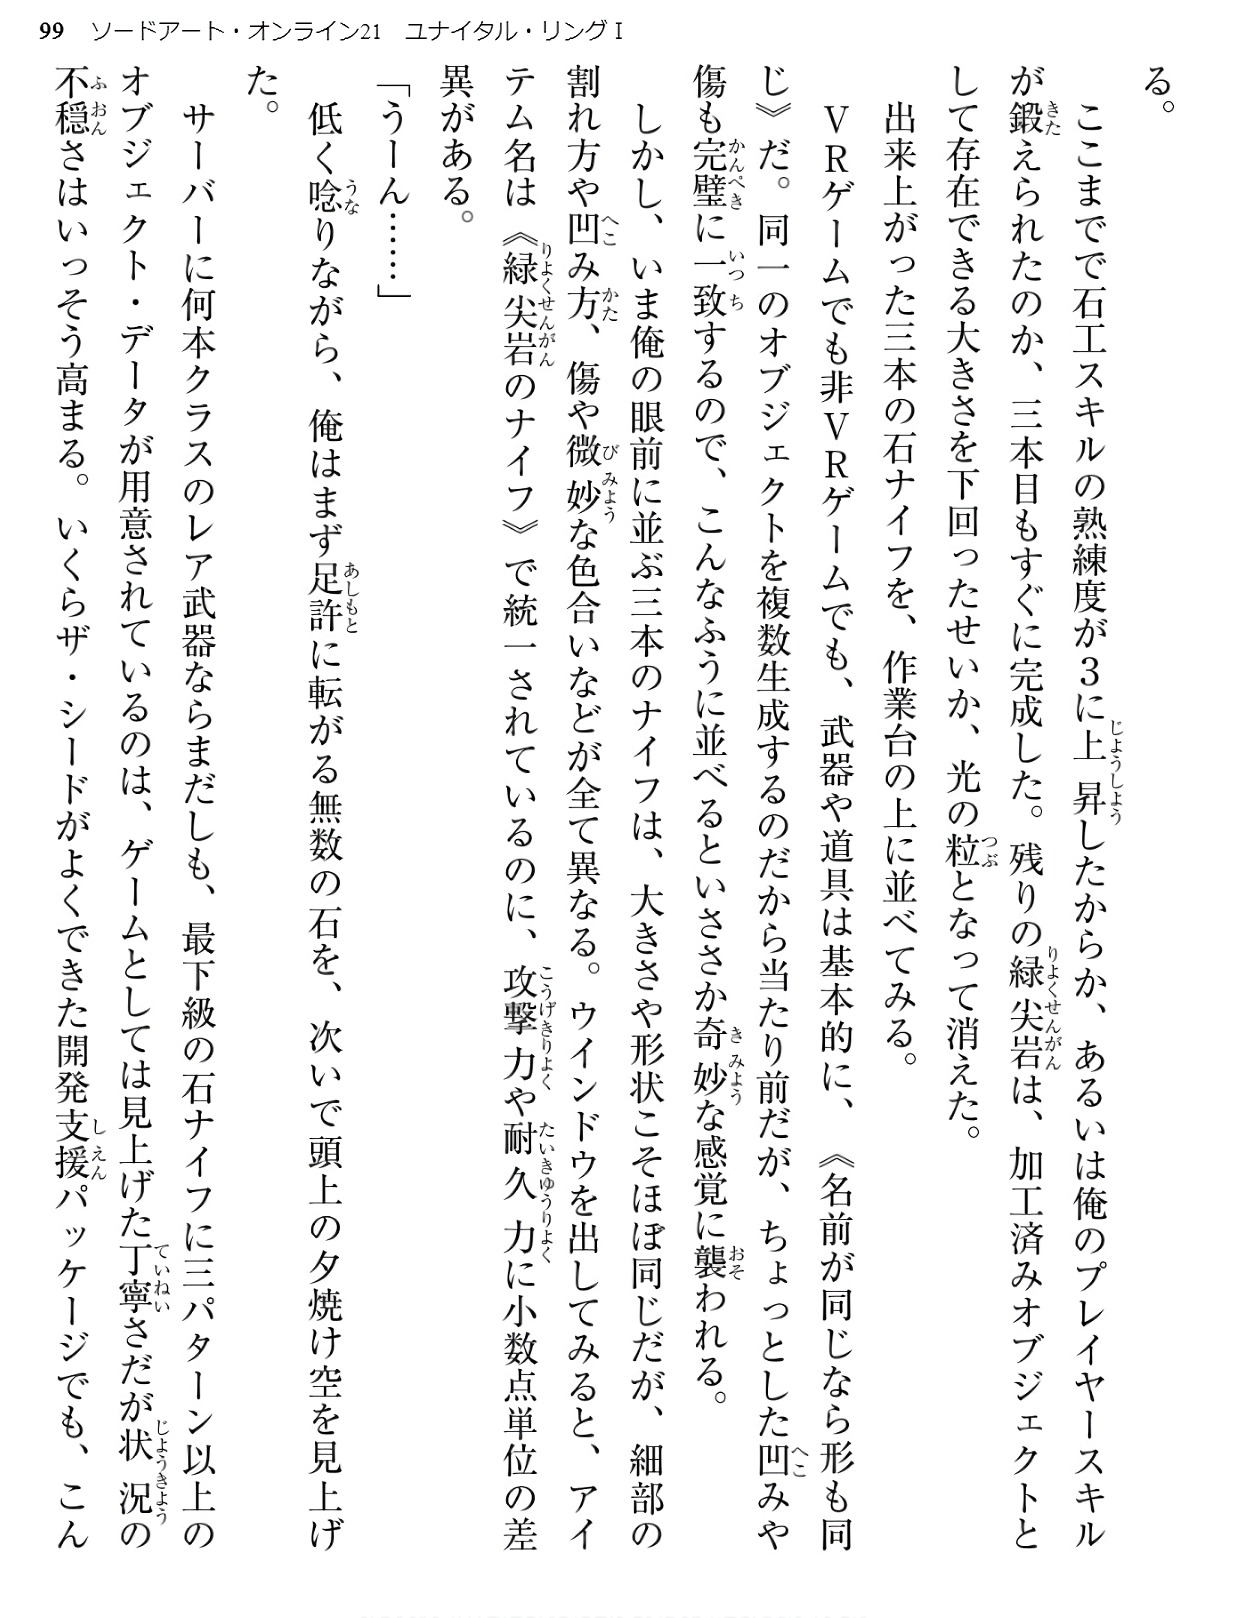 99 ソードアート・オンライン21 ユナイタル・リングⅠ
る。
　ここまでで石工スキルの熟練度が３に上昇したからか、あるいは俺のプレイヤースキル
が鍛えられたのか、三本目もすぐに完成した。残りの緑尖岩は、加工済みオブジェクトと
して存在できる大きさを下回ったせいか、光の粒となって消えた。
　出来上がった三本の石ナイフを、作業台の上に並べてみる。
　ＶＲゲームでも非ＶＲゲームでも、武器や道具は基本的に、《名前が同じなら形も同
じ》だ。同一のオブジェクトを複数生成するのだから当たり前だが、ちょっとした凹みや
傷も完璧に一致するので、こんなふうに並べるといささか奇妙な感覚に襲われる。
　しかし、いま俺の眼前に並ぶ三本のナイフは、大きさや形状こそほぼ同じだが、細部の
割れ方や凹み方、傷や微妙な色合いなどが全て異なる。ウインドウを出してみると、アイ
テム名は《緑尖岩のナイフ》で統一されているのに、攻撃力や耐久力に小数点単位の差
異がある。
「うーん……」
　低く唸りながら、俺はまず足許に転がる無数の石を、次いで頭上の夕焼け空を見上げ
た。
　サーバーに何本クラスのレア武器ならまだしも、最下級の石ナイフに三パターン以上の
オブジェクト・データが用意されているのは、ゲームとしては見上げた丁寧さだが状況の
不穏さはいっそう高まる。いくらザ・シードがよくできた開発支援パッケージでも、こん